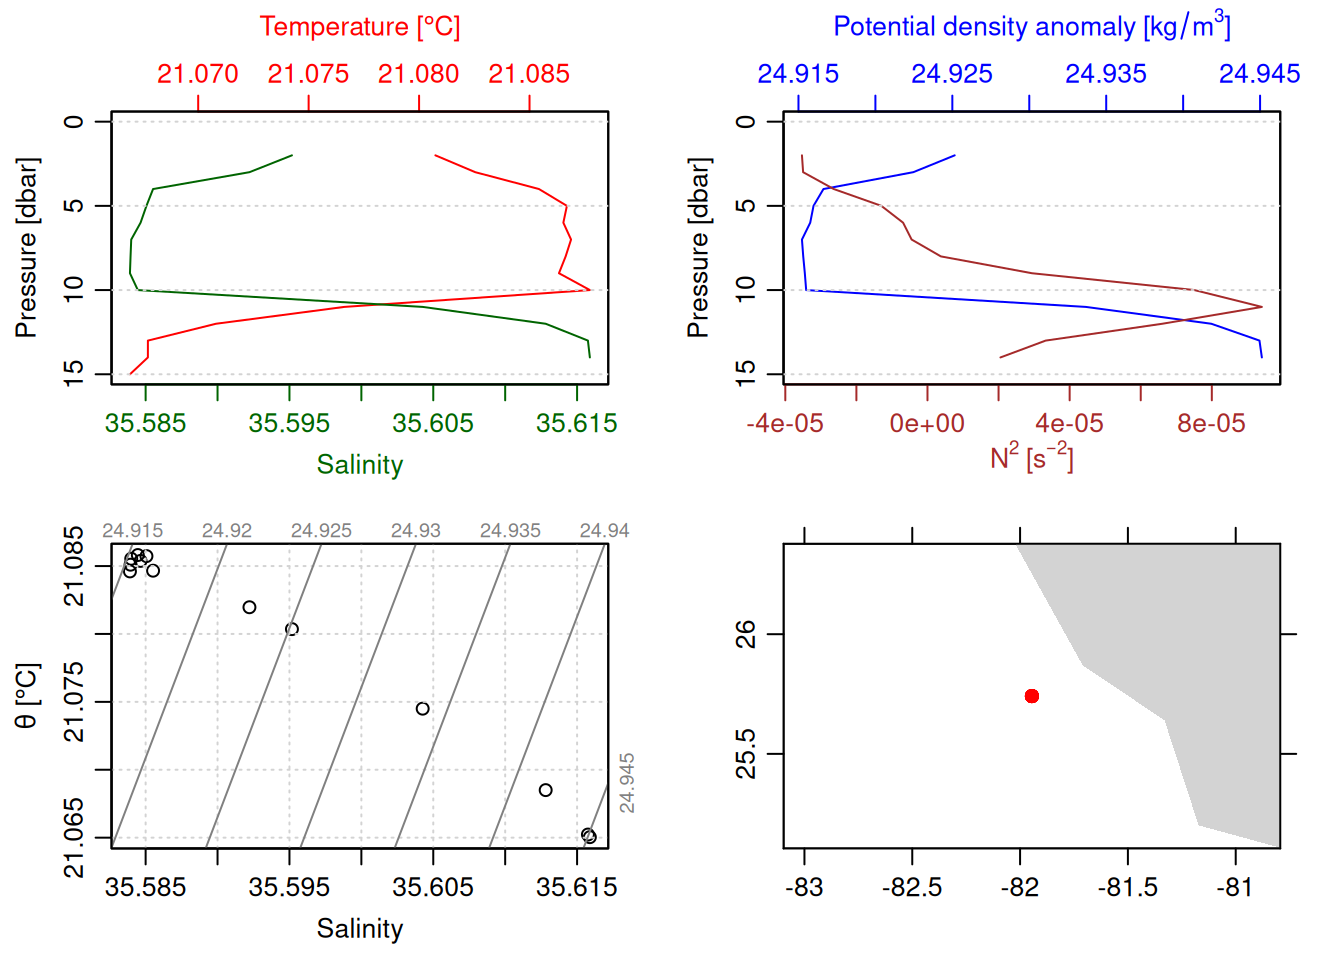 Temperature [°C]
21.070 21.075 21.080 21.085
0
5
10
15
Pressure [dbar]
35.585 35.595 35.605 35.615
Salinity
Potential density anomaly [kg/m³]
24.915 24.925 24.935 24.945
0
5
10
15
Pressure [dbar]
-4e-05 0e+00 4e-05 8e-05
N² [s⁻²]
24.915 24.92 24.925 24.93 24.935 24.94
24.945
21.085
21.075
21.065
θ [°C]
35.585 35.595 35.605 35.615
Salinity
26
25.5
-83 -82.5 -82 -81.5 -81